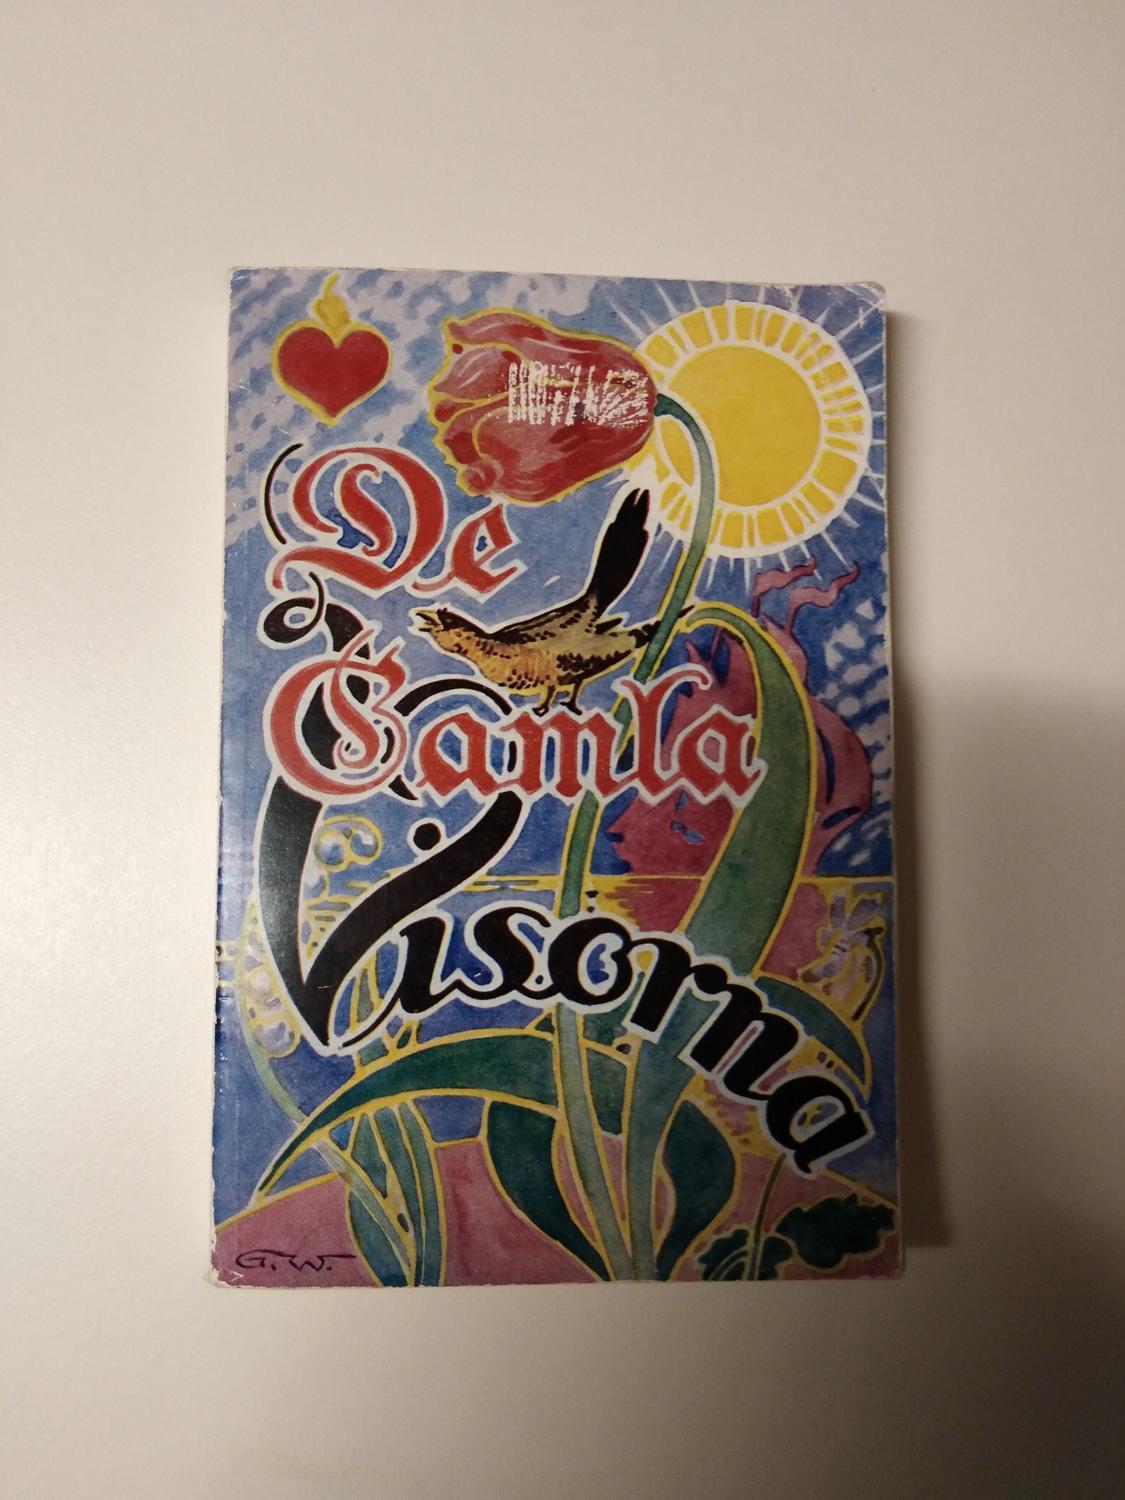 De
Gamla
Visorna
G. W.